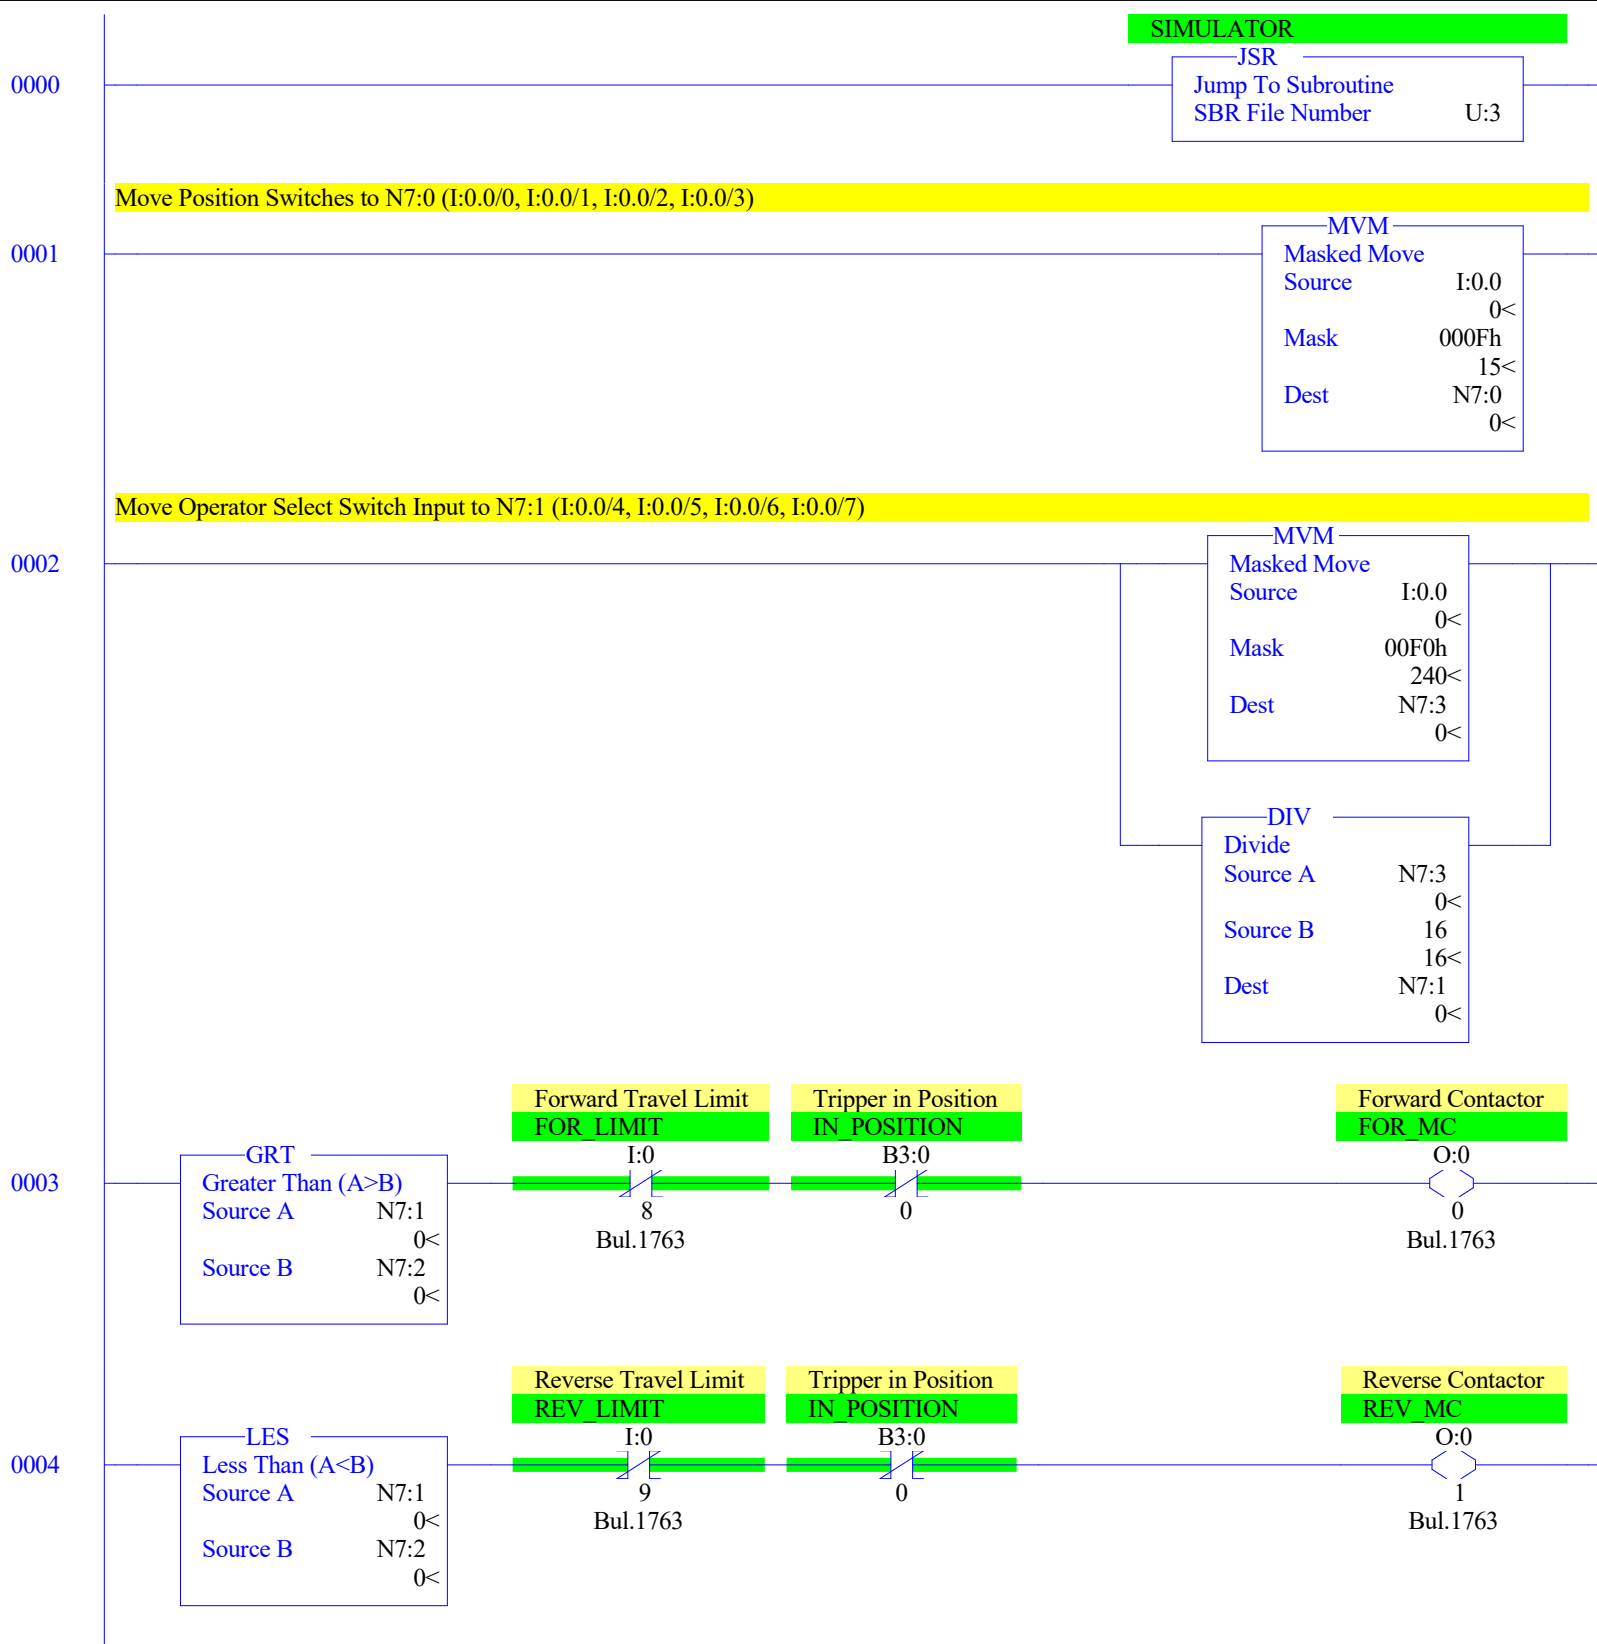 SIMULATOR
JSR
0000
Jump To Subroutine
SBR File Number U:3
Move Position Switches to N7:0 (I:0.0/0, I:0.0/1, I:0.0/2, I:0.0/3)
MVM
0001
Masked Move
Source I:0.0
0<
Mask 000Fh
15<
Dest N7:0
0<
Move Operator Select Switch Input to N7:1 (I:0.0/4, I:0.0/5, I:0.0/6, I:0.0/7)
MVM
0002
Masked Move
Source I:0.0
0<
Mask 00F0h
240<
Dest N7:3
0<
DIV
Divide
Source A N7:3
0<
Source B 16
16<
Dest N7:1
0<
0003
GRT
Greater Than (A>B)
Source A N7:1
0<
Source B N7:2
0<
Forward Travel Limit
FOR_LIMIT
I:0
8
Bul.1763
Tripper in Position
IN_POSITION
B3:0
0
Forward Contactor
FOR_MC
O:0
0
Bul.1763
0004
LES
Less Than (A<B)
Source A N7:1
0<
Source B N7:2
0<
Reverse Travel Limit
REV_LIMIT
I:0
9
Bul.1763
Tripper in Position
IN_POSITION
B3:0
0
Reverse Contactor
REV_MC
O:0
1
Bul.1763